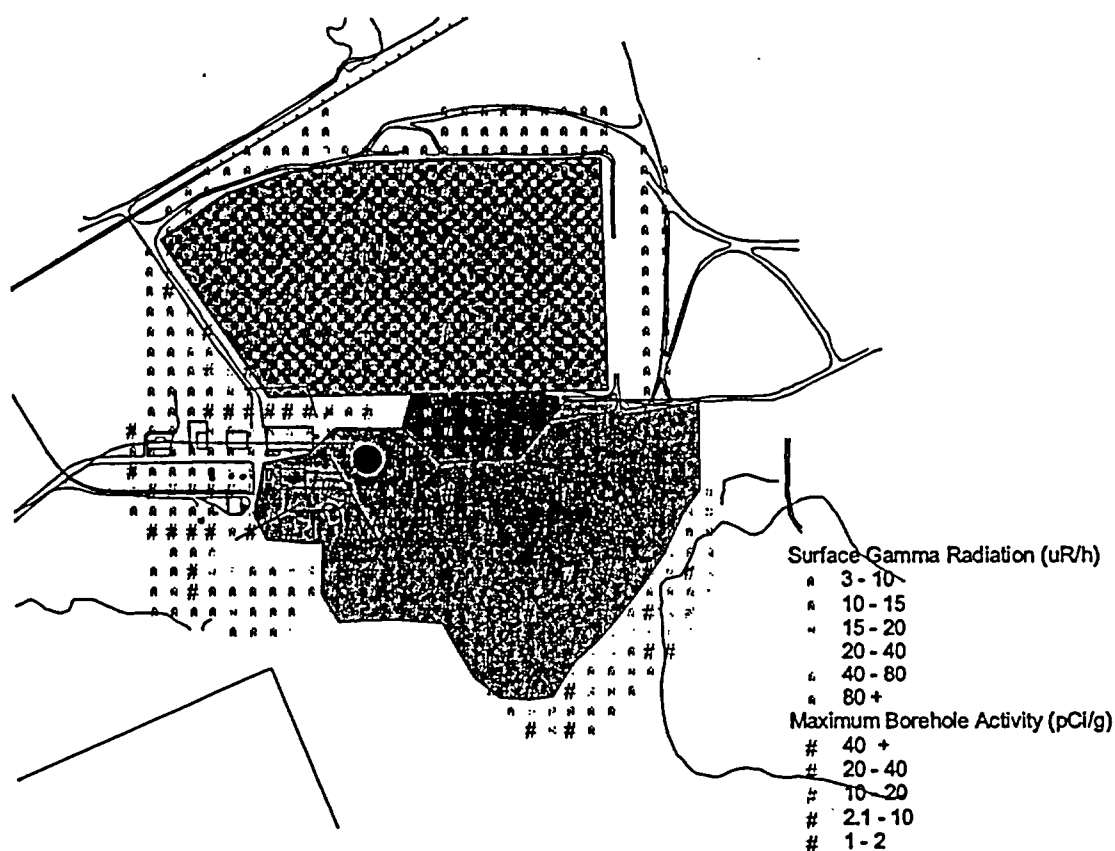 Surface Gamma Radiation (uR/h)
3 - 10
10 - 15
15 - 20
20 - 40
40 - 80
80 +
Maximum Borehole Activity (pCi/g)
# 40 +
# 20 - 40
# 10 - 20
# 2.1 - 10
# 1 - 2